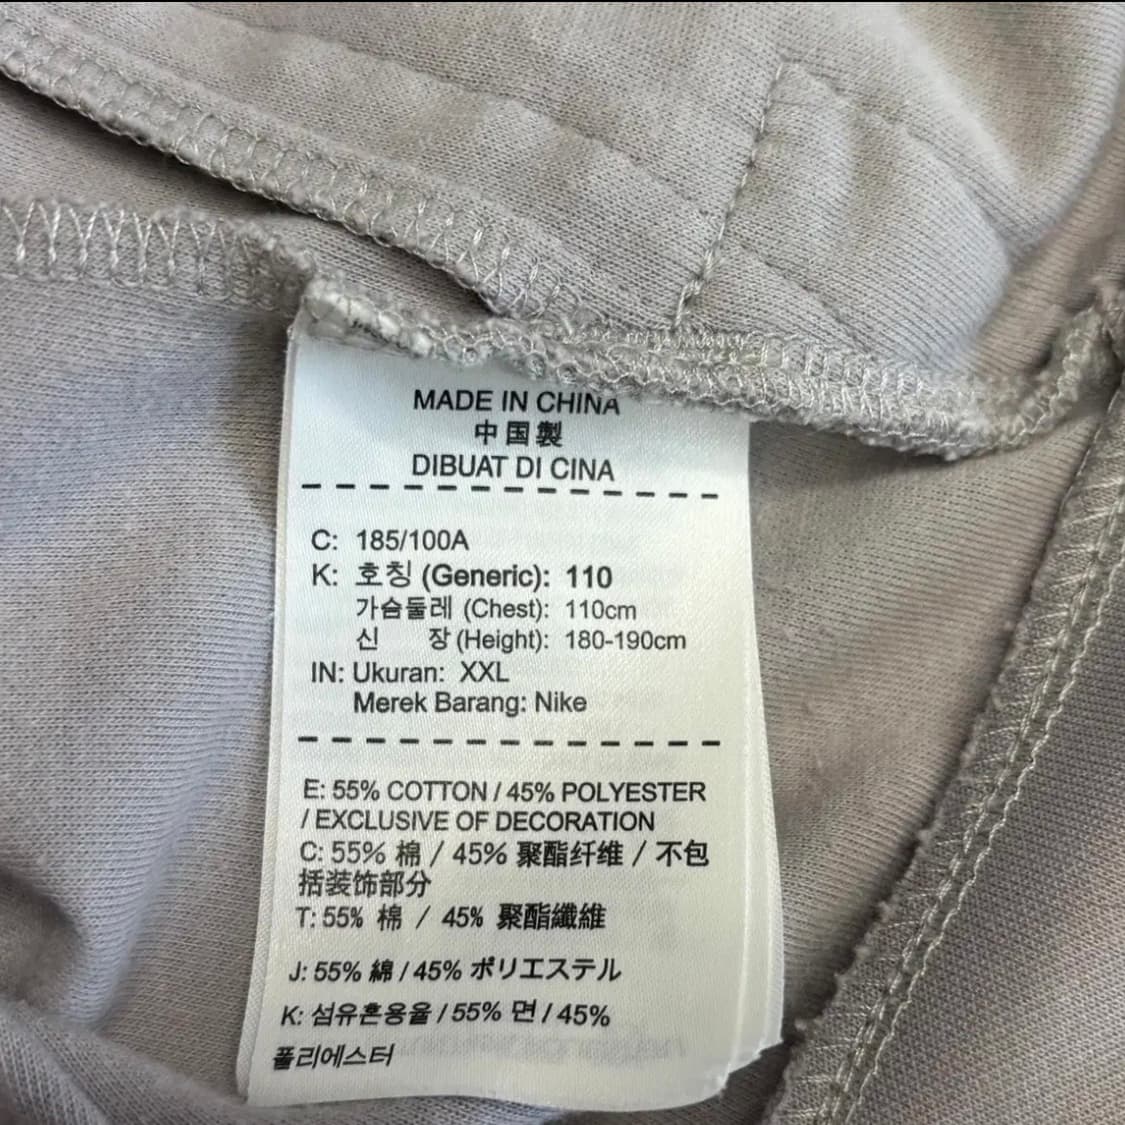 MADE IN CHINA
中国製
DIBUAT DI CINA
C: 185/100A
K: 호칭 (Generic): 110
가슴둘레 (Chest): 110cm
신 장 (Height): 180-190cm
IN: Ukuran: XXL
Merek Barang: Nike
E: 55% COTTON / 45% POLYESTER
/ EXCLUSIVE OF DECORATION
C: 55% 棉 / 45% 聚酯纤维 / 不包
括装饰部分
T: 55% 棉 / 45% 聚酯纖維
J: 55% 綿 / 45% ポリエステル
K: 섬유혼용율 / 55% 면 / 45%
폴리에스터